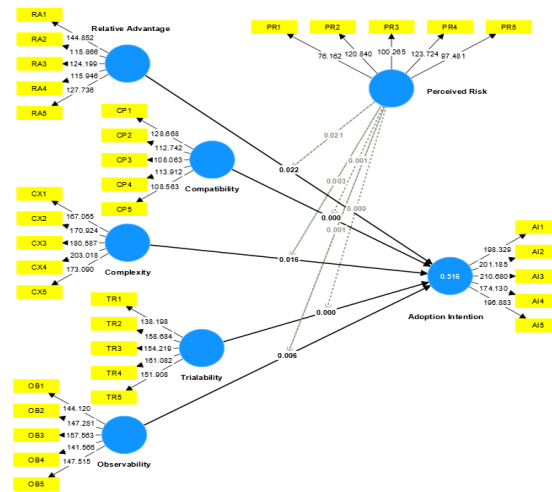 RA1
RA2
RA3
RA4
RA5
Relative Advantage
144.852
115.866
124.199
115.946
127.736
PR1
PR2
PR3
PR4
PR5
76.162
120.840
100.265
123.724
97.481
Perceived Risk
CP1
CP2
CP3
CP4
CP5
128.668
112.742
108.063
113.912
108.563
Compatibility
0.021
0.022
0.003
0.001
0.000
0.000
0.001
CX1
CX2
CX3
CX4
CX5
167.055
170.924
180.587
203.018
173.090
Complexity
0.016
AI1
AI2
AI3
AI4
AI5
198.329
201.185
210.680
174.130
196.883
0.516
Adoption Intention
TR1
TR2
TR3
TR4
TR5
138.198
158.684
154.219
161.082
151.908
Trialability
0.000
0.006
OB1
OB2
OB3
OB4
OB5
144.120
147.281
157.563
141.566
147.515
Observability